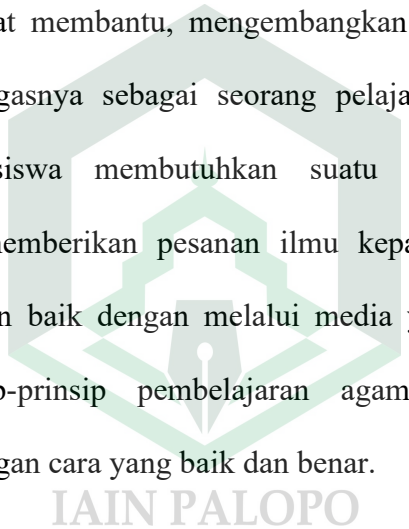 at membantu, mengembangkan
gasnya sebagai seorang pelaja
siswa membutuhkan suatu
memberikan pesanan ilmu kepa
n baik dengan melalui media
p-prinsip pembelajaran agam
gan cara yang baik dan benar.
IAIN PALOPO